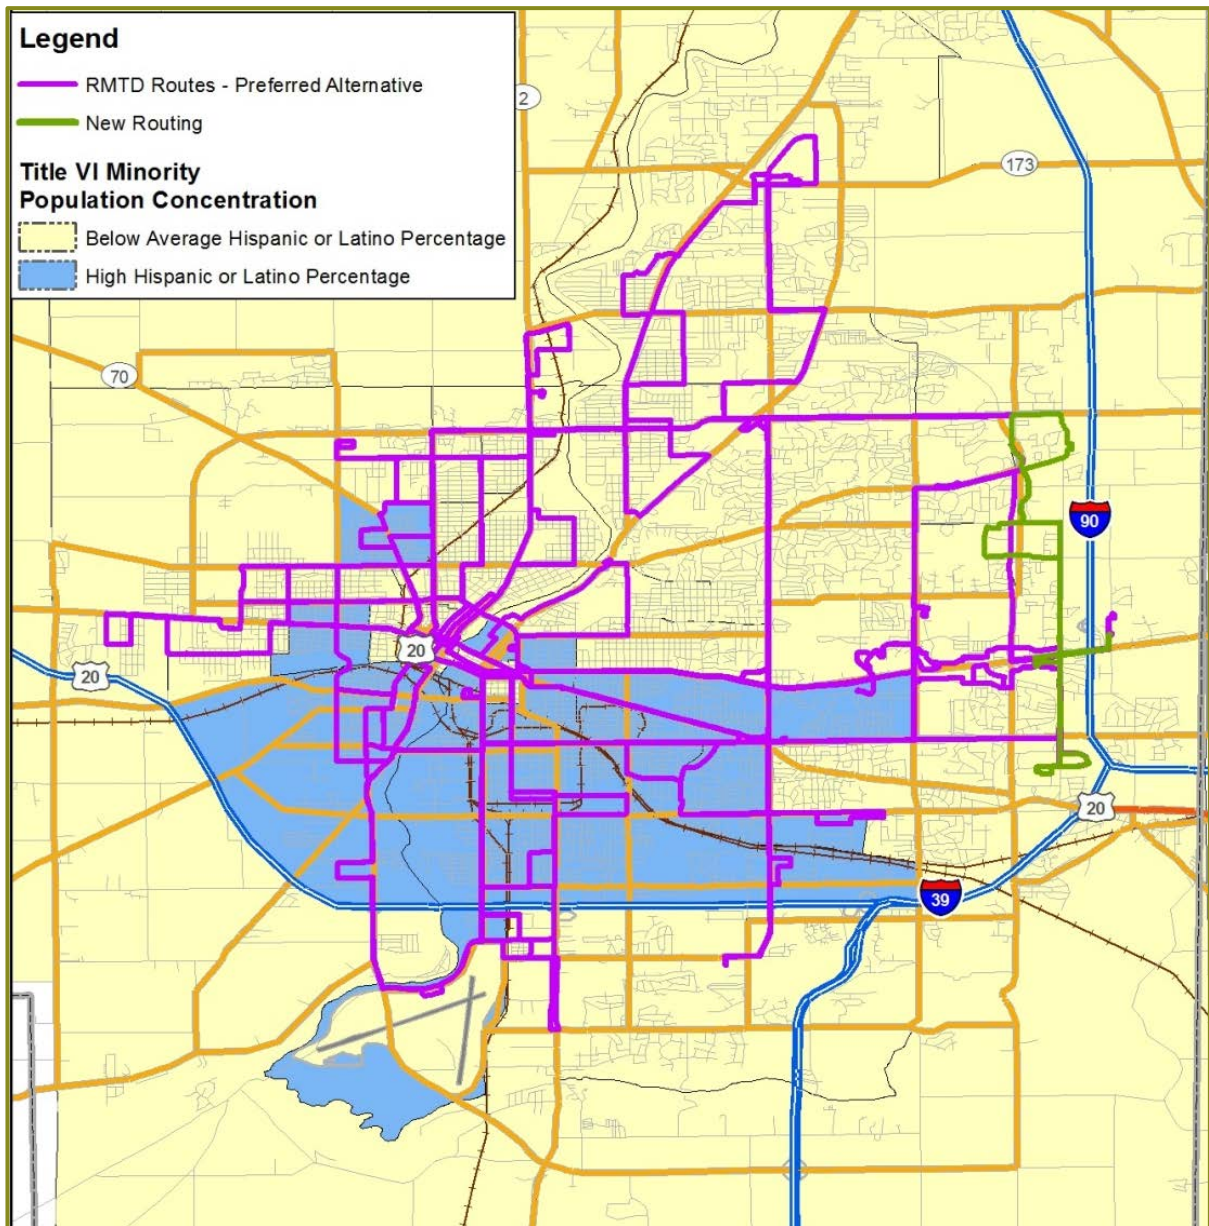 Legend
RMTD Routes - Preferred Alternative
New Routing
Title VI Minority
Population Concentration
Below Average Hispanic or Latino Percentage
High Hispanic or Latino Percentage
2
173
70
90
20
20
20
39